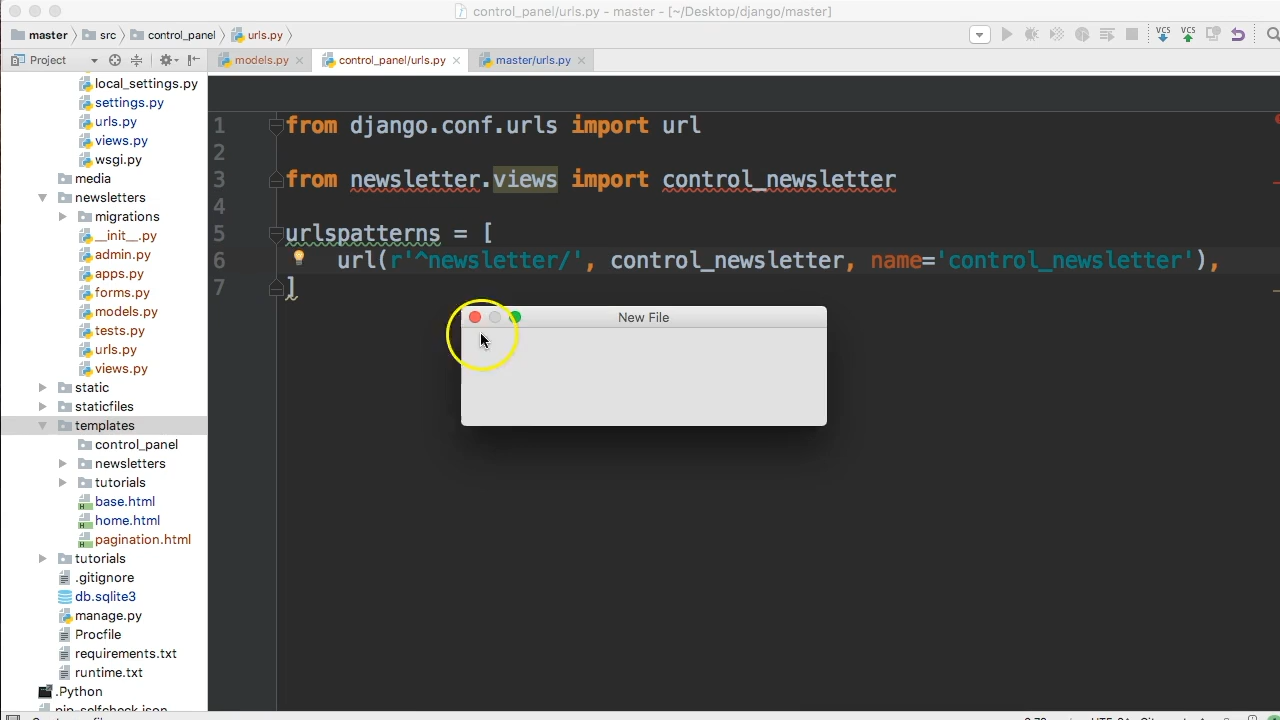 control_panel/urls.py - master - [~/Desktop/django/master]
master src control_panel urls.py
VCS VCS
Project models.py control_panel/urls.py master/urls.py
local_settings.py
settings.py
urls.py
views.py
wsgi.py
media
newsletters
migrations
__init__.py
admin.py
apps.py
forms.py
models.py
tests.py
urls.py
views.py
static
staticfiles
templates
control_panel
newsletters
tutorials
base.html
home.html
pagination.html
tutorials
.gitignore
db.sqlite3
manage.py
Procfile
requirements.txt
runtime.txt
.Python
1 from django.conf.urls import url
2
3 from newsletter.views import control_newsletter
4
5 urlspatterns = [
6 url(r'^newsletter/', control_newsletter, name='control_newsletter'),
7 ]
New File